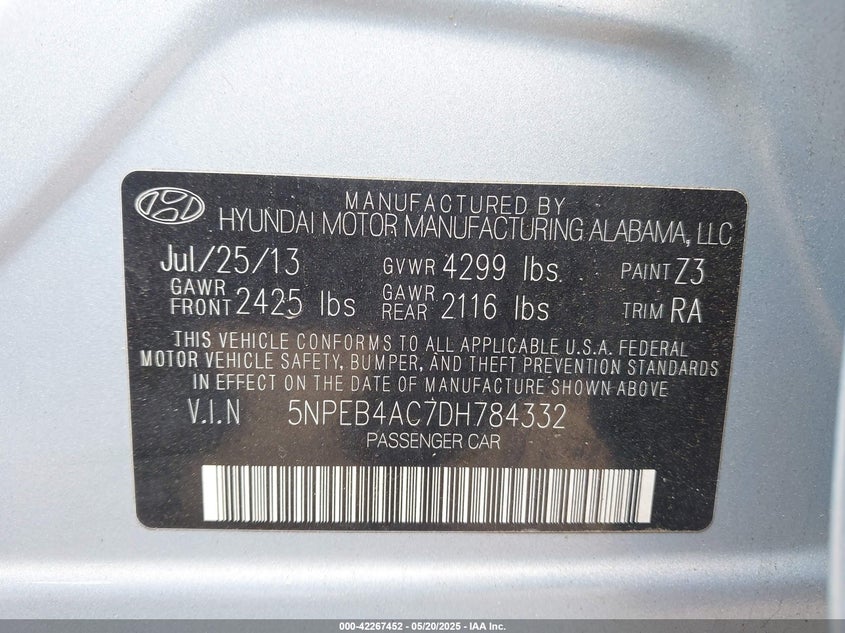 MANUFACTURED BY
HYUNDAI MOTOR MANUFACTURING ALABAMA, LLC
Jul/25/13 GVWR 4299 lbs. PAINT Z3
GAWR FRONT 2425 lbs GAWR REAR 2116 lbs TRIM RA
THIS VEHICLE CONFORMS TO ALL APPLICABLE U.S.A. FEDERAL
MOTOR VEHICLE SAFETY, BUMPER, AND THEFT PREVENTION STANDARDS
IN EFFECT ON THE DATE OF MANUFACTURE SHOWN ABOVE
V.I.N 5NPEB4AC7DH784332
PASSENGER CAR
000-42267452 — 05/20/2025 — IAA Inc.